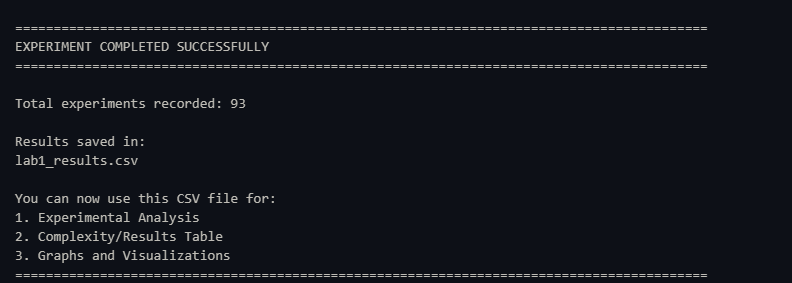 ==========================================================================================
EXPERIMENT COMPLETED SUCCESSFULLY
==========================================================================================
Total experiments recorded: 93
Results saved in:
lab1_results.csv
You can now use this CSV file for:
1. Experimental Analysis
2. Complexity/Results Table
3. Graphs and Visualizations
==========================================================================================